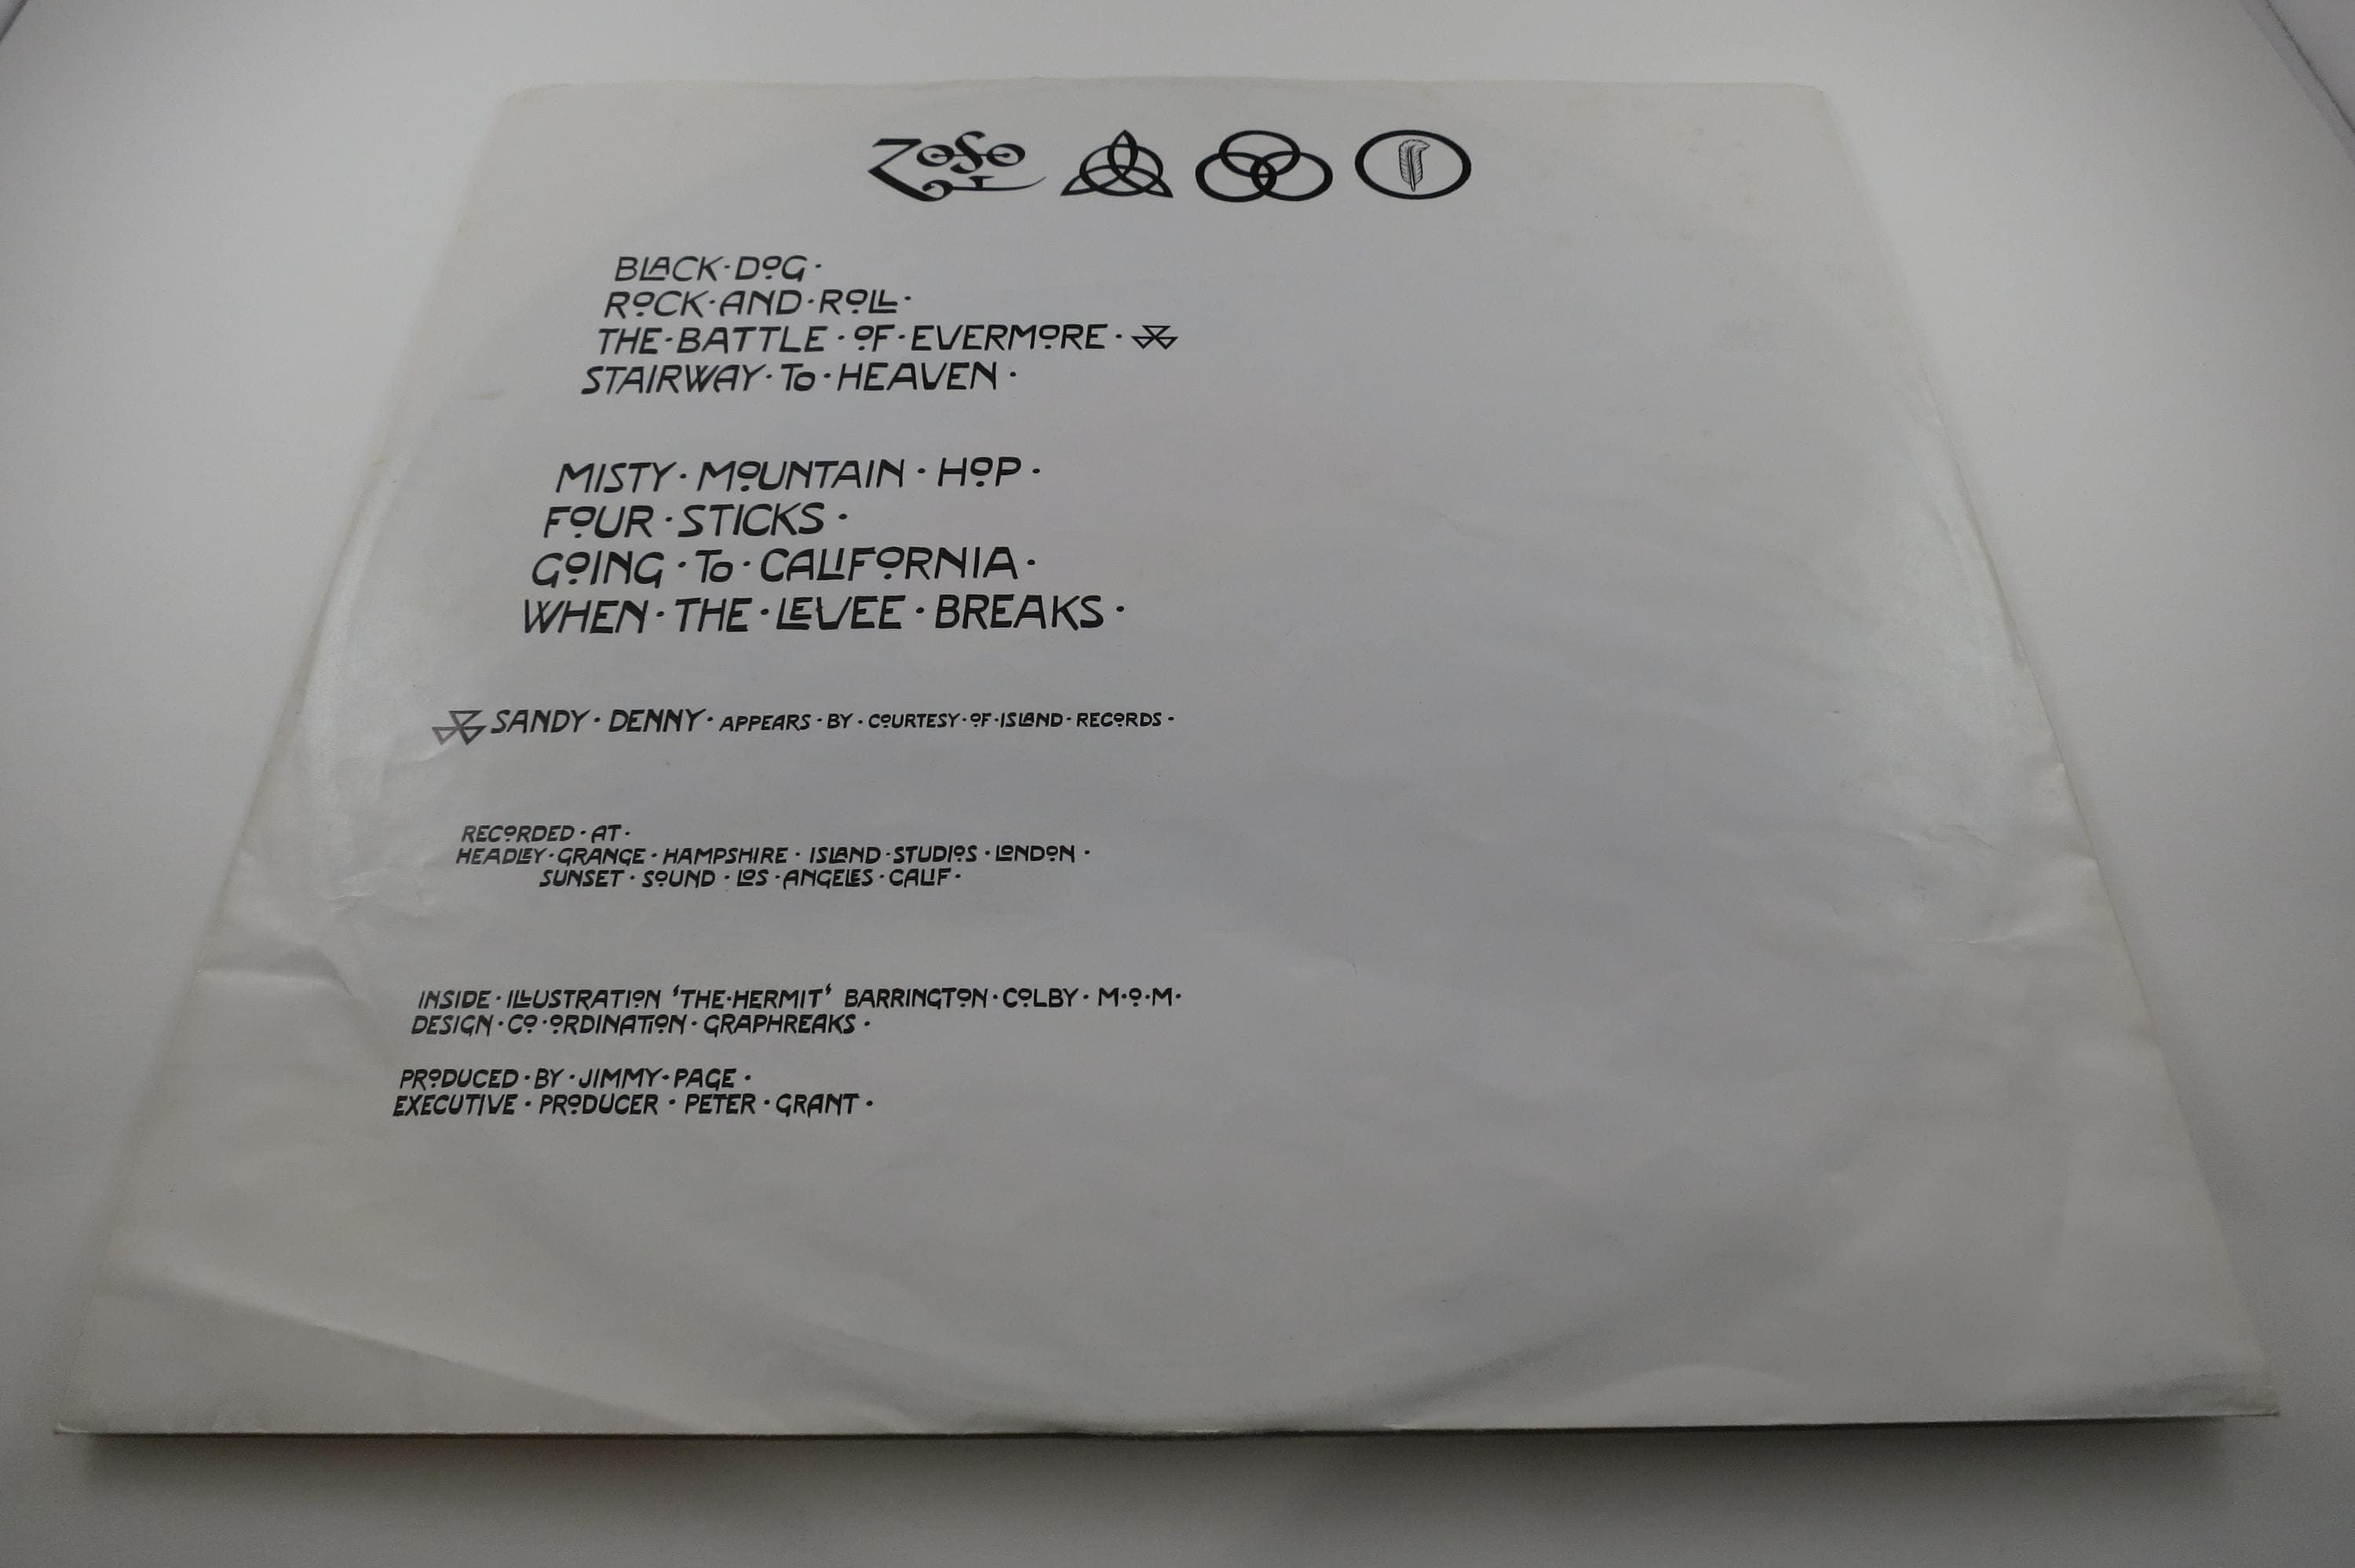 ZOSO
BLACK·DOG·
ROCK·AND·ROLL·
THE·BATTLE·OF·EVERMORE·
STAIRWAY·To·HEAVEN·
MISTY·MOUNTAIN·HOP·
FOUR·STICKS·
GOING·To·CALIFORNIA·
WHEN·THE·LEVEE·BREAKS·
SANDY·DENNY·APPEARS·BY·COURTESY·OF·ISLAND·RECORDS·
RECORDED·AT·
HEADLEY·GRANGE·HAMPSHIRE·ISLAND·STUDIOS·LONDON·
SUNSET·SOUND·LOS·ANGELES·CALIF·
INSIDE·ILLUSTRATION 'THE·HERMIT' BARRINGTON·COLBY·M·O·M·
DESIGN·CO·ORDINATION·GRAPHREAKS·
PRODUCED·BY·JIMMY·PAGE·
EXECUTIVE·PRODUCER·PETER·GRANT·